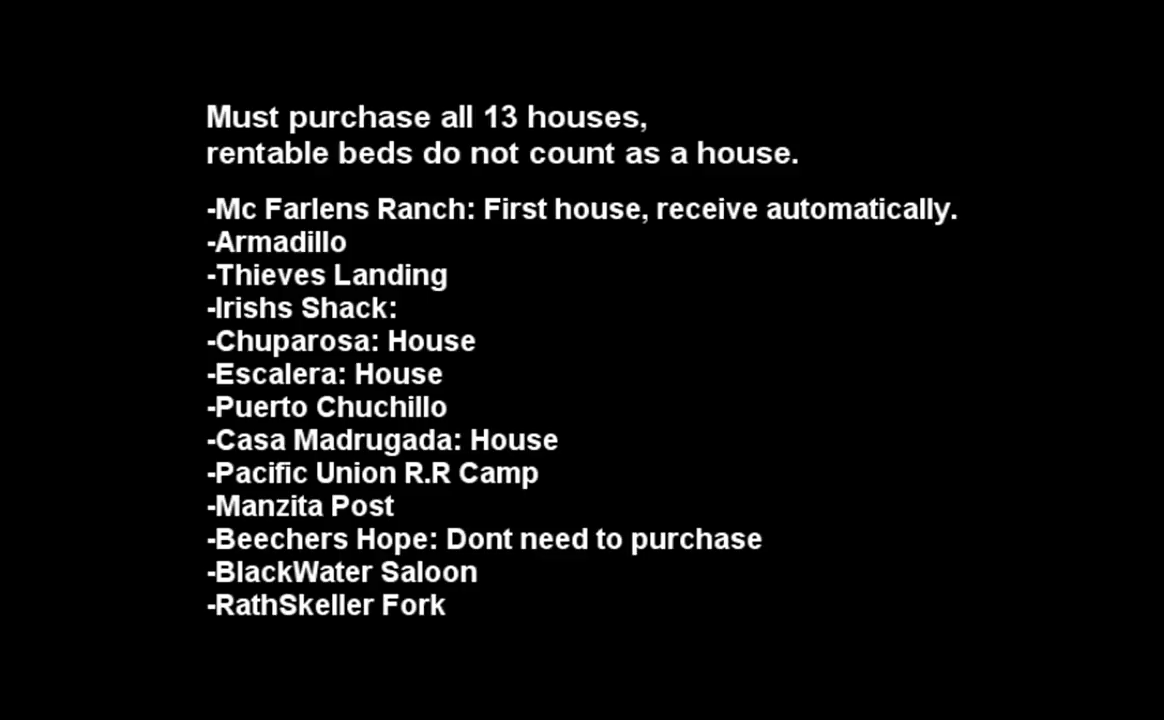 Must purchase all 13 houses,
rentable beds do not count as a house.
-Mc Farlens Ranch: First house, receive automatically.
-Armadillo
-Thieves Landing
-Irishs Shack:
-Chuparosa: House
-Escalera: House
-Puerto Chuchillo
-Casa Madrugada: House
-Pacific Union R.R Camp
-Manzita Post
-Beechers Hope: Dont need to purchase
-BlackWater Saloon
-RathSkeller Fork